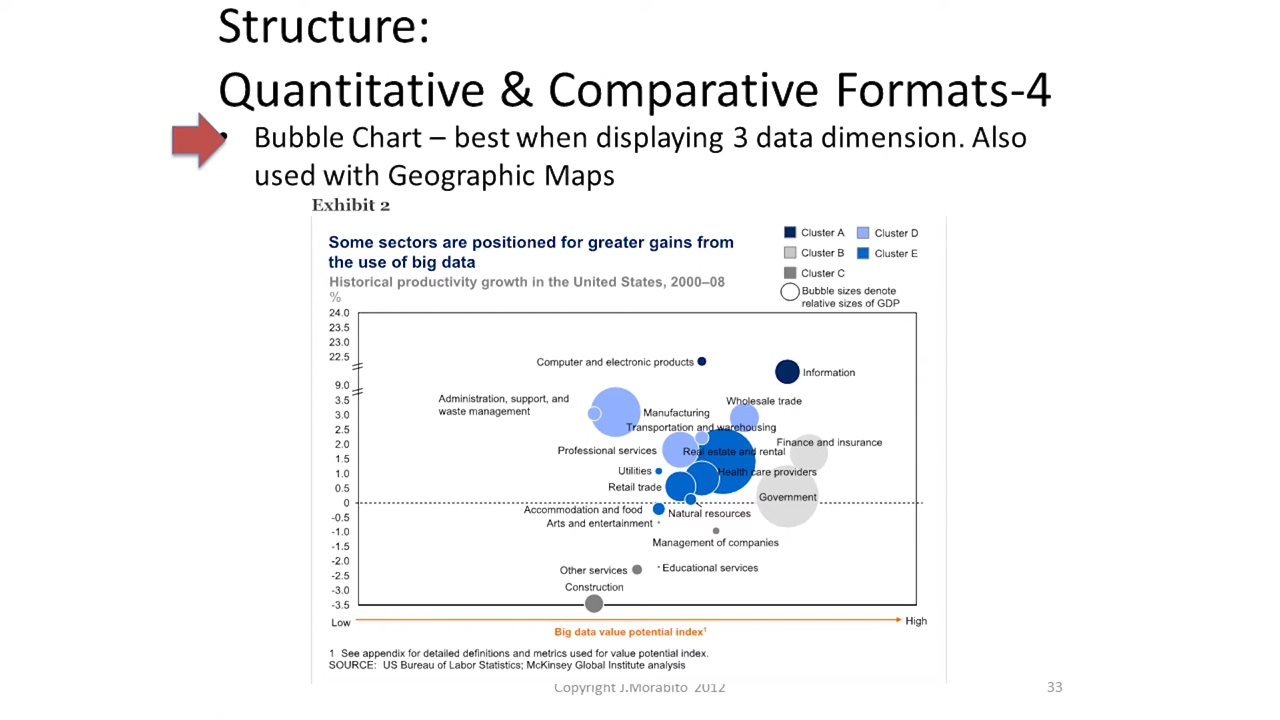 Structure:
Quantitative & Comparative Formats-4
• Bubble Chart – best when displaying 3 data dimension. Also
used with Geographic Maps
Exhibit 2
Some sectors are positioned for greater gains from
the use of big data
Historical productivity growth in the United States, 2000–08
%
Cluster A
Cluster D
Cluster B
Cluster E
Cluster C
Bubble sizes denote
relative sizes of GDP
24.0
23.5
23.0
22.5
9.0
3.5
3.0
2.5
2.0
1.5
1.0
0.5
0
-0.5
-1.0
-1.5
-2.0
-2.5
-3.0
-3.5
Computer and electronic products
Information
Administration, support, and
waste management
Wholesale trade
Manufacturing
Transportation and warehousing
Finance and insurance
Professional services
Real estate and rental
Utilities
Health care providers
Retail trade
Government
Accommodation and food
Natural resources
Arts and entertainment
Management of companies
Other services
Educational services
Construction
Low
High
Big data value potential index1
1 See appendix for detailed definitions and metrics used for value potential index.
SOURCE: US Bureau of Labor Statistics; McKinsey Global Institute analysis
Copyright J.Morabito 2012
33